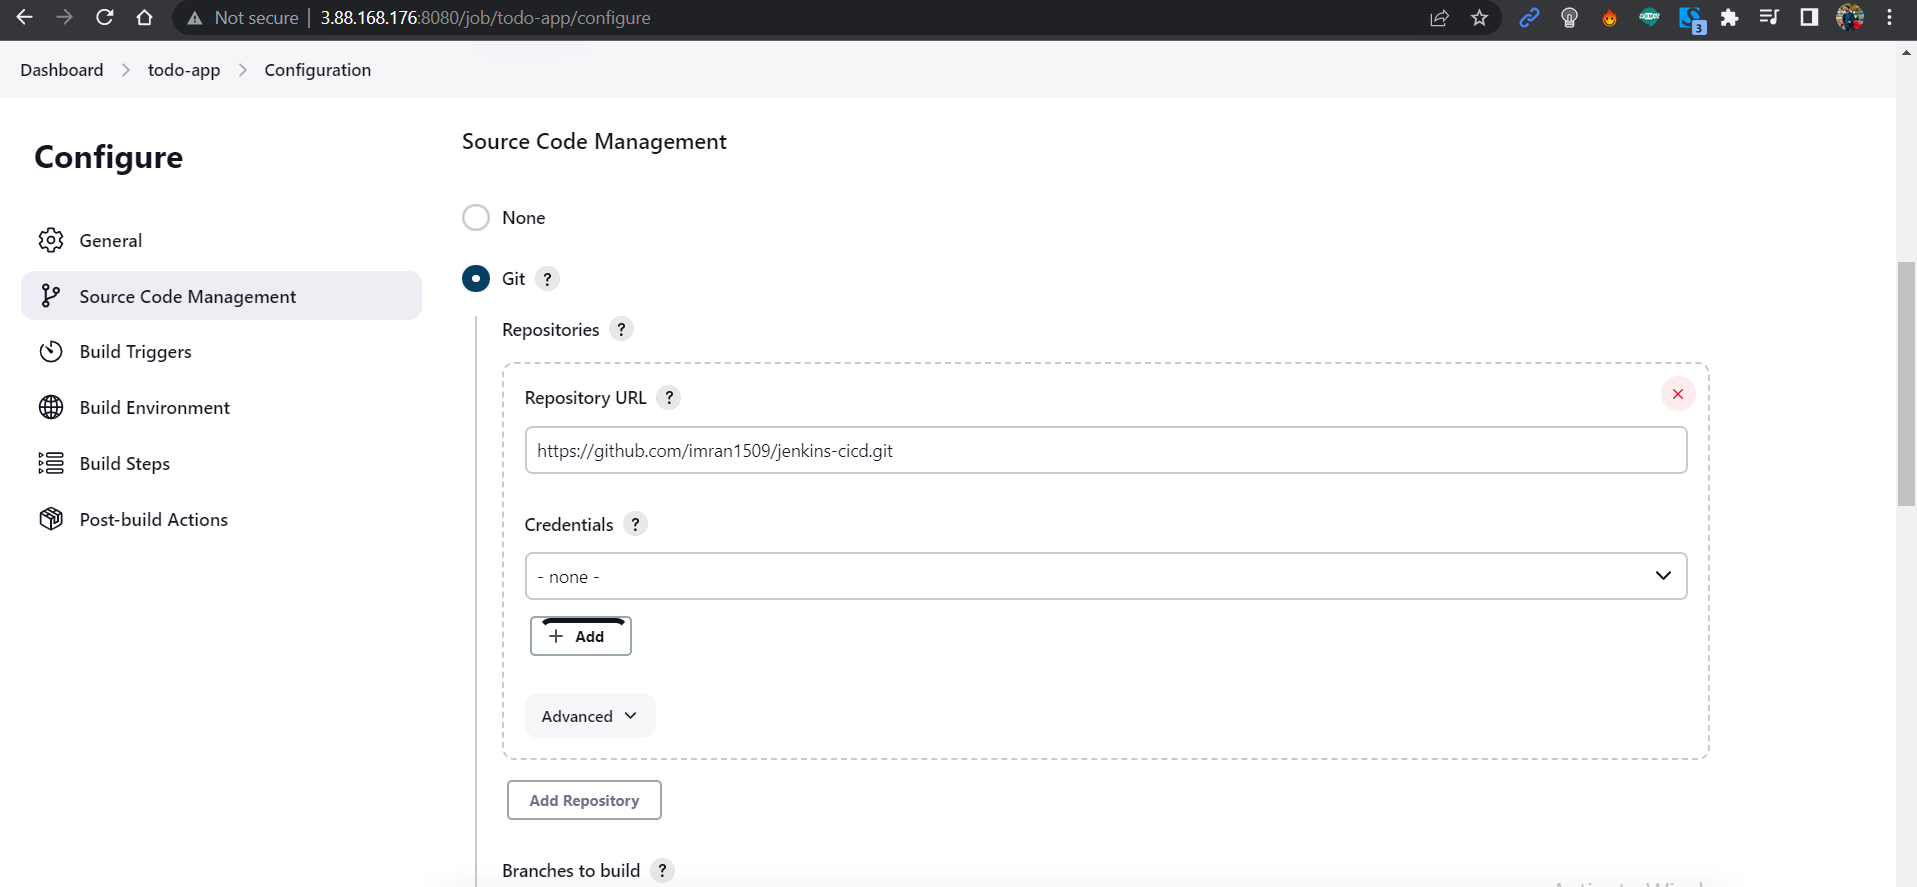 Not secure | 3.88.168.176:8080/job/todo-app/configure
3
Dashboard > todo-app > Configuration
Configure
General
Source Code Management
Build Triggers
Build Environment
Build Steps
Post-build Actions
Source Code Management
None
Git ?
Repositories ?
Repository URL ?
https://github.com/imran1509/jenkins-cicd.git
Credentials ?
- none -
+ Add
Advanced
Add Repository
Branches to build ?